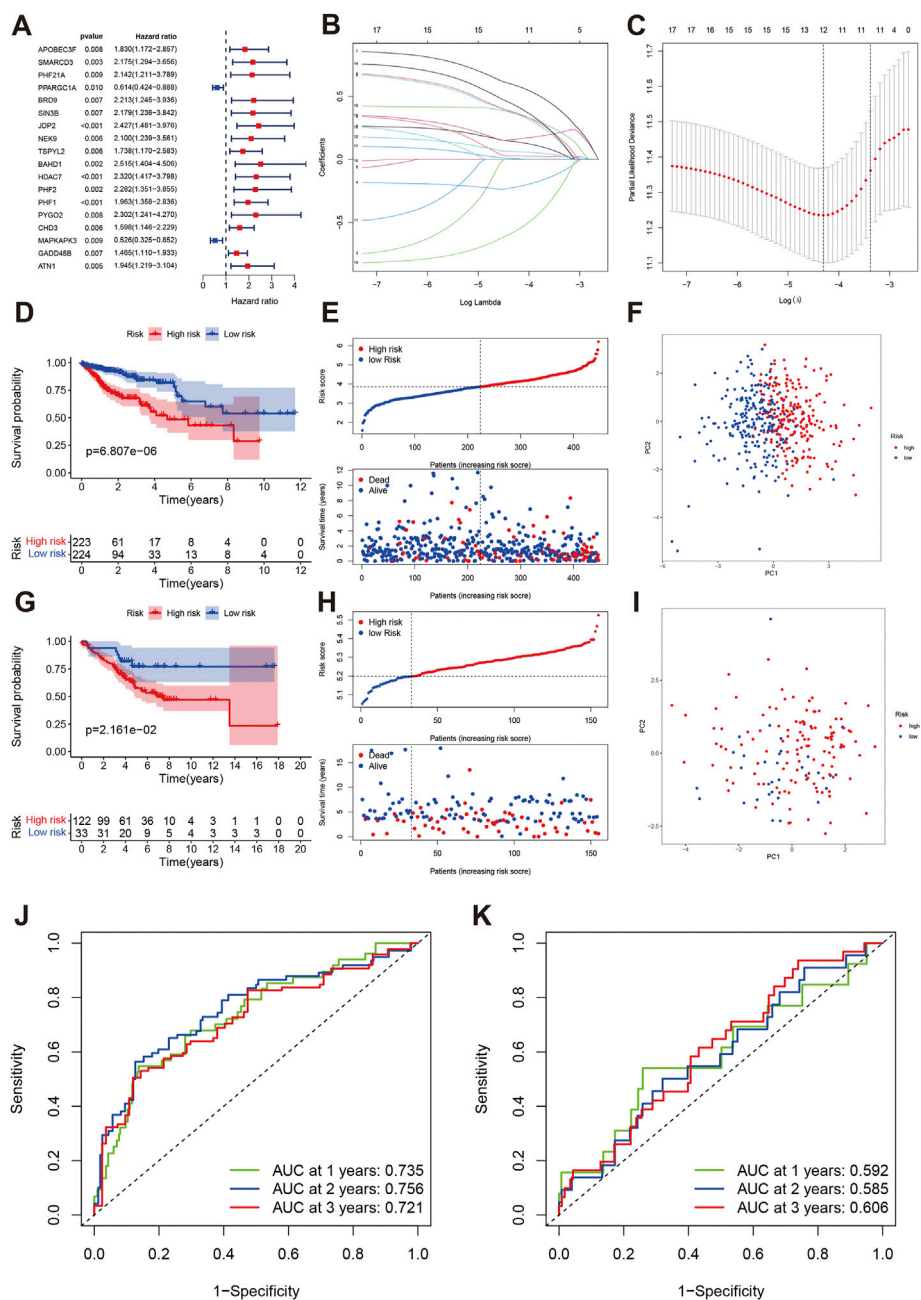 A
pvalue Hazard ratio
APOBEC3F 0.008 1.830(1.172−2.857)
SMARCD3 0.003 2.175(1.294−3.656)
PHF21A 0.009 2.142(1.211−3.789)
PPARGC1A 0.010 0.614(0.424−0.888)
BRD9 0.007 2.213(1.245−3.936)
SIN3B 0.007 2.179(1.236−3.842)
JDP2 <0.001 2.427(1.481−3.976)
NEK9 0.006 2.100(1.239−3.561)
TSPYL2 0.006 1.738(1.170−2.583)
BAHD1 0.002 2.515(1.404−4.506)
HDAC7 <0.001 2.320(1.417−3.798)
PHF2 0.002 2.282(1.351−3.855)
PHF1 <0.001 1.963(1.358−2.836)
PYGO2 0.008 2.302(1.241−4.270)
CHD3 0.006 1.598(1.146−2.229)
MAPKAPK3 0.009 0.526(0.325−0.852)
GADD45B 0.007 1.465(1.110−1.933)
ATN1 0.005 1.945(1.219−3.104)
0 1 2 3 4
Hazard ratio
B
17 15 15 15 11 5
Coefficients
0.5
0.0
−0.5
−7 −6 −5 −4 −3
Log Lambda
C
17 17 16 15 15 15 15 12 11 11 4 0
Partial Likelihood Deviance
11.7
11.6
11.5
11.4
11.3
11.2
11.1
−7 −6 −5 −4 −3
Log(λ)
D
Risk High risk Low risk
Survival probability
1.00
0.75
0.50
0.25
0.00
p=6.807e−06
0 2 4 6 8 10 12
Time(years)
Risk
High risk 223 61 17 8 4 0 0
Low risk 224 94 33 13 8 4 0
0 2 4 6 8 10 12
Time(years)
E
High risk
low Risk
Risk score
6
5
4
3
2
0 100 200 300 400
Patients (increasing risk score)
Dead
Alive
Survival time (years)
12
10
8
6
4
2
0
0 100 200 300 400
Patients (increasing risk score)
F
PC2
2
0
−2
−4
−6 −3 0 3
PC1
Risk
high
low
G
Risk High risk Low risk
Survival probability
1.00
0.75
0.50
0.25
0.00
p=2.161e−02
0 2 4 6 8 10 12 14 16 18 20
Time(years)
Risk
High risk 122 99 61 36 10 4 3 1 1 0 0
Low risk 33 31 20 9 5 4 3 3 3 0 0
0 2 4 6 8 10 12 14 16 18 20
Time(years)
H
High risk
low Risk
Risk score
5.5
5.4
5.3
5.2
5.1
0 50 100 150
Patients (increasing risk score)
Dead
Alive
Survival time (years)
15
10
5
0
0 50 100 150
Patients (increasing risk score)
I
PC2
2.5
0.0
−2.5
−4 −2 0 2
PC1
Risk
high
low
J
Sensitivity
1.0
0.8
0.6
0.4
0.2
0.0
AUC at 1 years: 0.735
AUC at 2 years: 0.756
AUC at 3 years: 0.721
0.0 0.2 0.4 0.6 0.8 1.0
1−Specificity
K
Sensitivity
1.0
0.8
0.6
0.4
0.2
0.0
AUC at 1 years: 0.592
AUC at 2 years: 0.585
AUC at 3 years: 0.606
0.0 0.2 0.4 0.6 0.8 1.0
1−Specificity